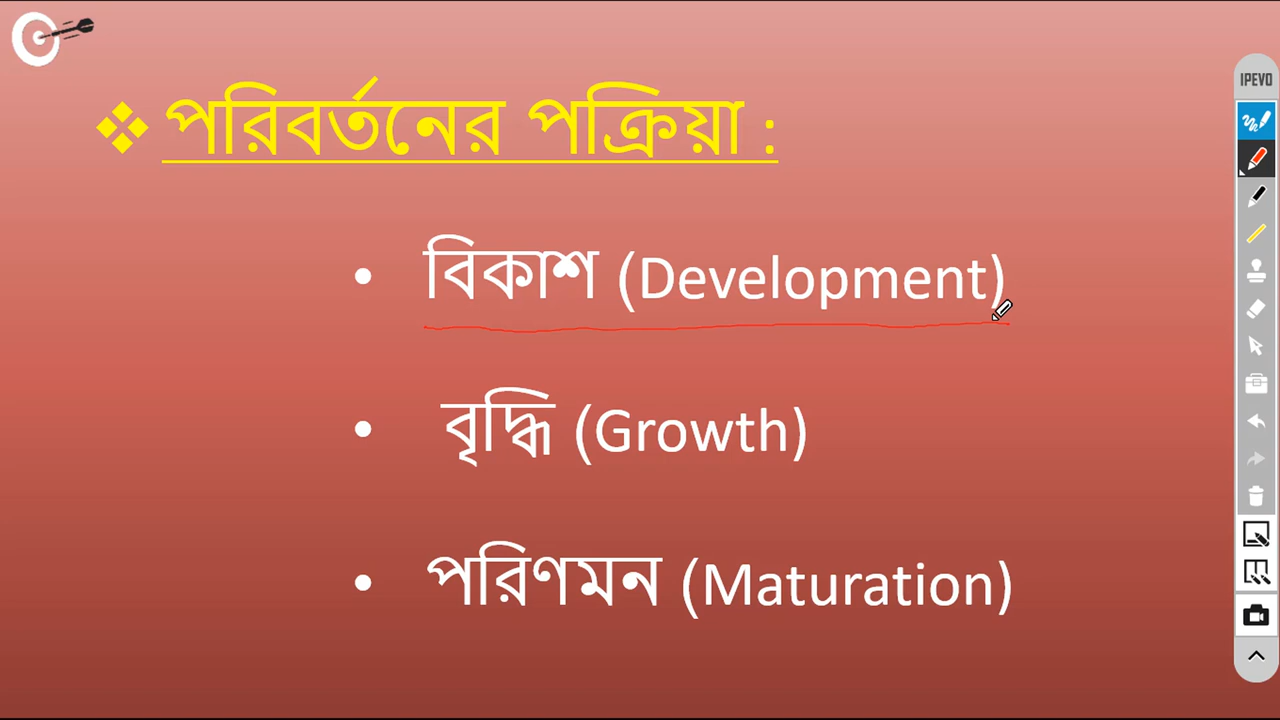 ❖ পরিবর্তনের পক্রিয়া :
IPEVO
• বিকাশ (Development)
• বৃদ্ধি (Growth)
• পরিণমন (Maturation)